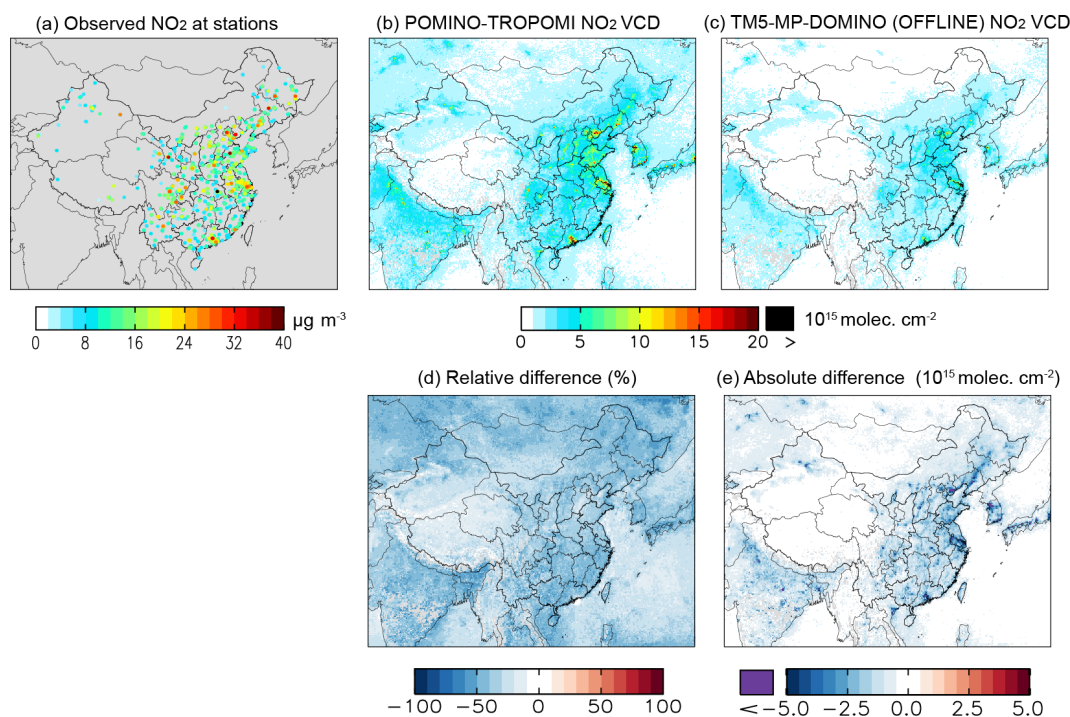 (a) Observed NO₂ at stations
(b) POMINO-TROPOMI NO₂ VCD
(c) TM5-MP-DOMINO (OFFLINE) NO₂ VCD
0 8 16 24 32 40
µg m⁻³
0 5 10 15 20 >
10¹⁵ molec. cm⁻²
(d) Relative difference (%)
(e) Absolute difference (10¹⁵ molec. cm⁻²)
−100 −50 0 50 100
< −5.0 −2.5 0.0 2.5 5.0